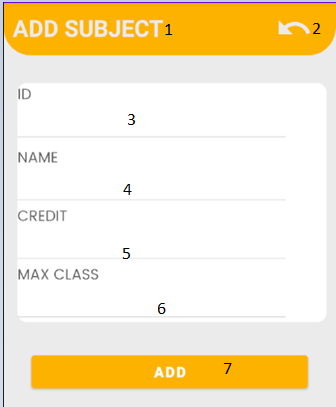 ADD SUBJECT 1 2
ID
3
NAME
4
CREDIT
5
MAX CLASS
6
ADD 7